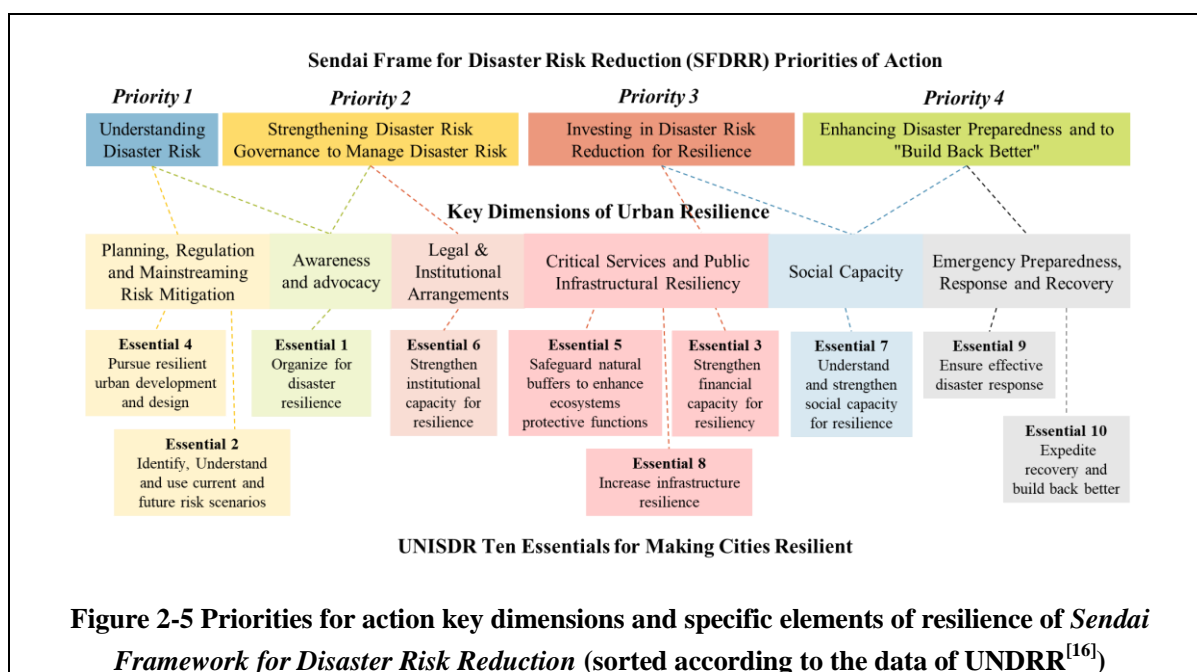 Sendai Frame for Disaster Risk Reduction (SFDRR) Priorities of Action
Priority 1
Priority 2
Priority 3
Priority 4
Understanding
Disaster Risk
Strengthening Disaster Risk
Governance to Manage Disaster Risk
Investing in Disaster Risk
Reduction for Resilience
Enhancing Disaster Preparedness and to
"Build Back Better"
Key Dimensions of Urban Resilience
Planning, Regulation
and Mainstreaming
Risk Mitigation
Awareness
and advocacy
Legal &
Institutional
Arrangements
Critical Services and Public
Infrastructural Resiliency
Social Capacity
Emergency Preparedness,
Response and Recovery
Essential 4
Pursue resilient
urban development
and design
Essential 1
Organize for
disaster
resilience
Essential 6
Strengthen
institutional
capacity for
resilience
Essential 5
Safeguard natural
buffers to enhance
ecosystems
protective functions
Essential 3
Strengthen
financial
capacity for
resiliency
Essential 7
Understand
and strengthen
social capacity
for resilience
Essential 9
Ensure effective
disaster response
Essential 2
Identify, Understand
and use current and
future risk scenarios
Essential 8
Increase infrastructure
resilience
Essential 10
Expedite
recovery and
build back better
UNISDR Ten Essentials for Making Cities Resilient
Figure 2-5 Priorities for action key dimensions and specific elements of resilience of Sendai
Framework for Disaster Risk Reduction (sorted according to the data of UNDRR[16])